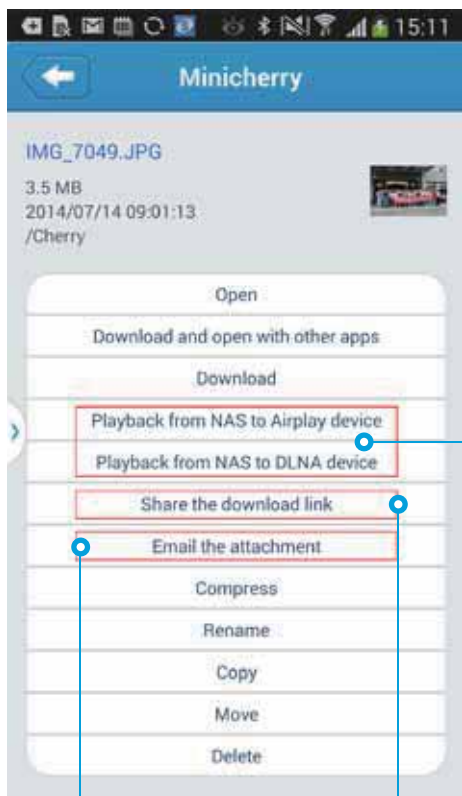 15:11
Minicherry
IMG_7049.JPG
3.5 MB
2014/07/14 09:01:13
/Cherry
Open
Download and open with other apps
Download
Playback from NAS to Airplay device
Playback from NAS to DLNA device
Share the download link
Email the attachment
Compress
Rename
Copy
Move
Delete